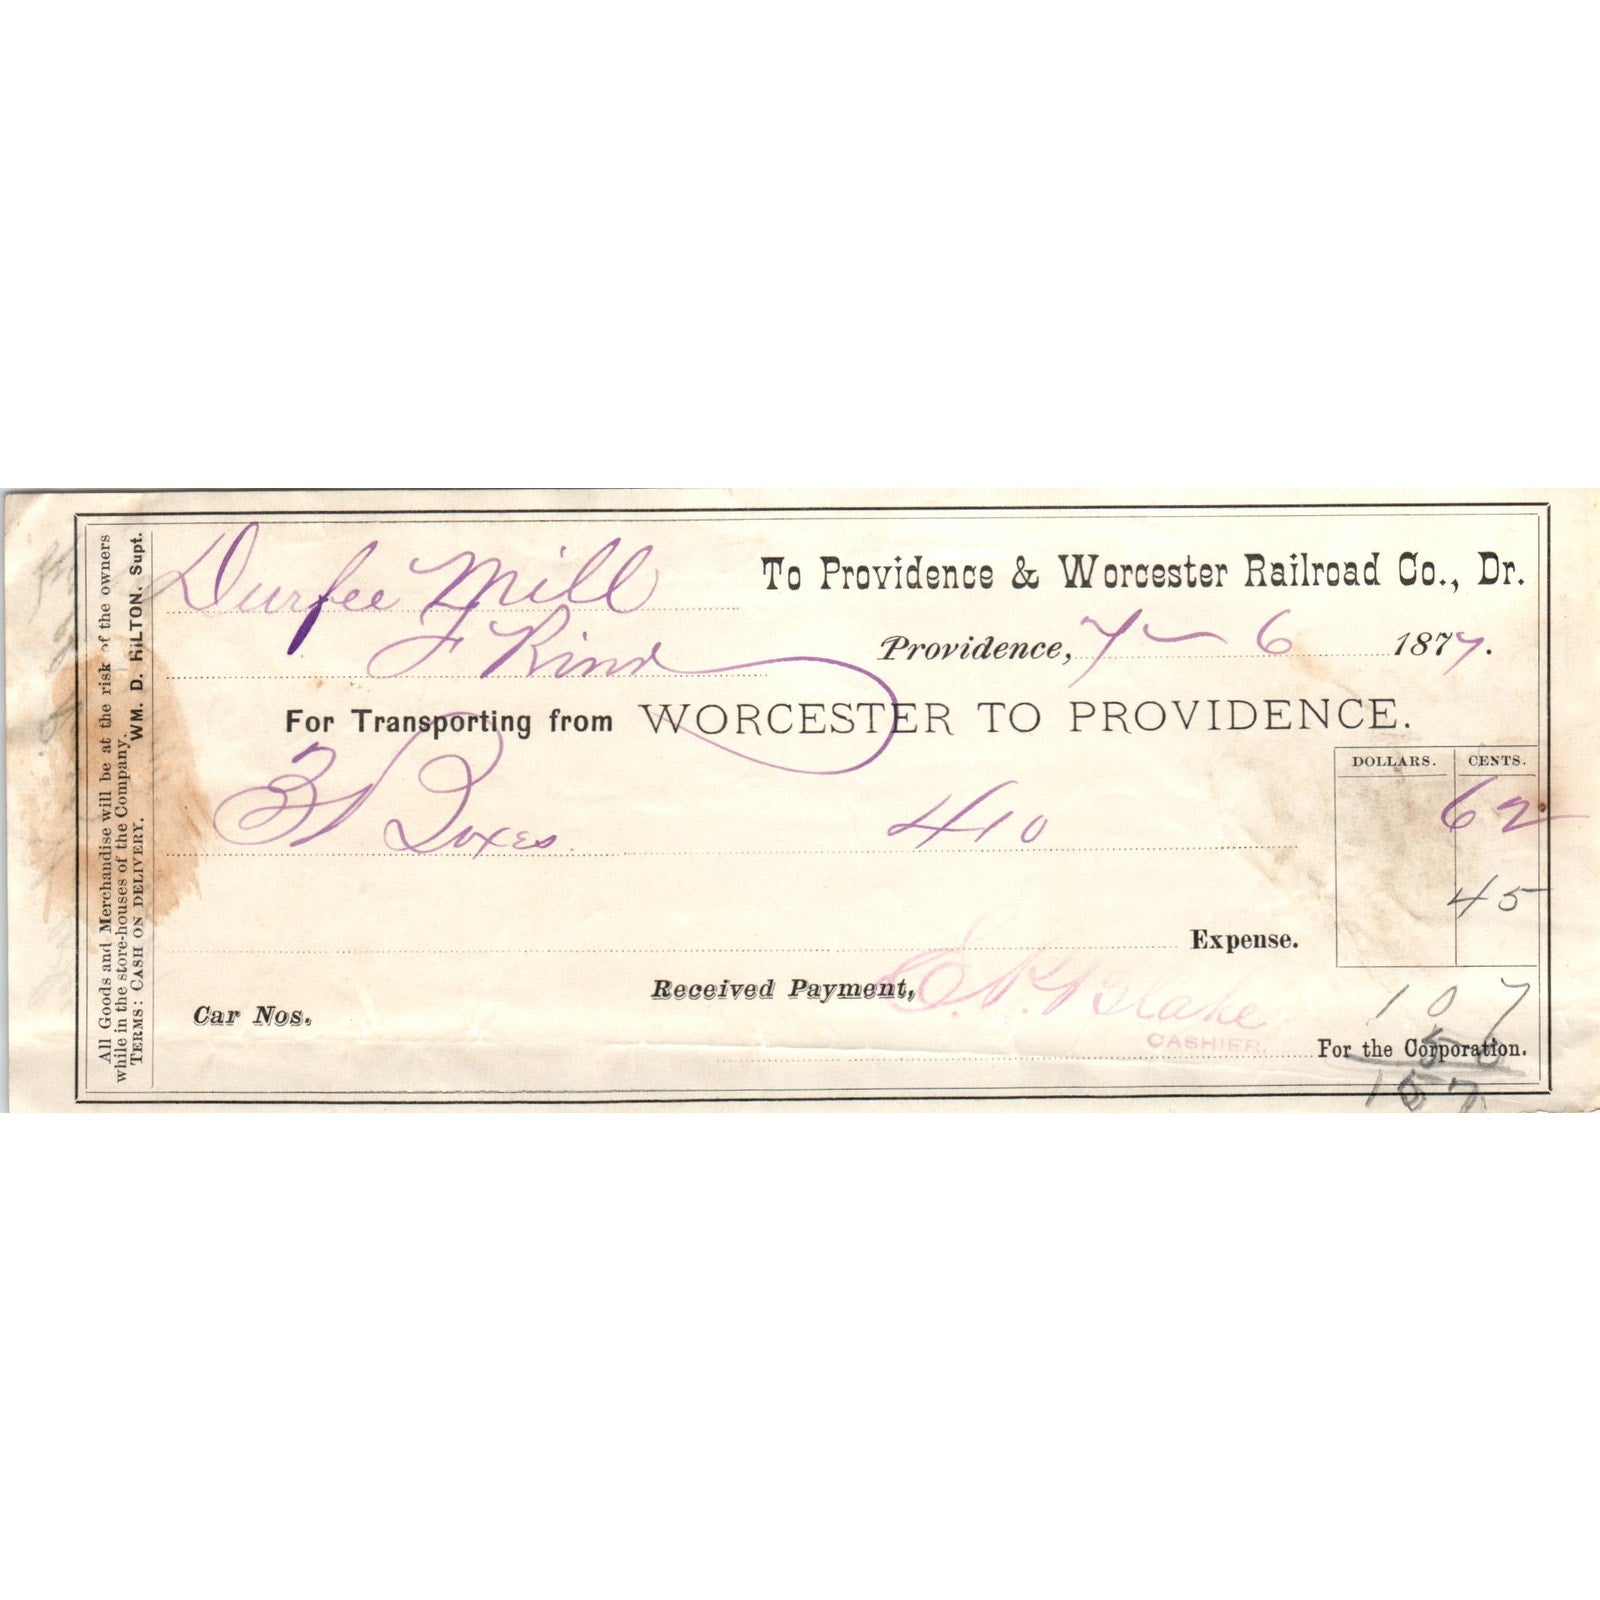 All Goods and Merchandise will be at the risk of the owners
while in the store-houses of the Company. WM. D. HILTON, Supt.
TERMS: CASH ON DELIVERY.
Durfee Mill
To Providence & Worcester Railroad Co., Dr.
F
Providence, 7 - 6 1877.
For Transporting from WORCESTER TO PROVIDENCE.
DOLLARS. CENTS.
Boxes 410 62
45
Expense.
Received Payment, Blake
Car Nos.
CASHIER.
107
For the Corporation.
50
157